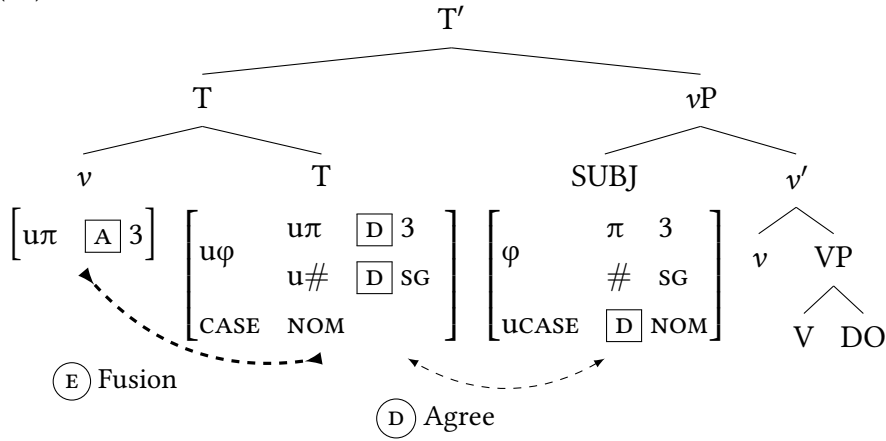 T′
T vP
v T SUBJ v′
[uπ A 3] [uφ uπ D 3 u# D SG CASE NOM] [φ π 3 # SG uCASE D NOM] v VP
V DO
E Fusion
D Agree